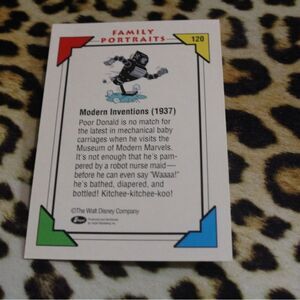 FAMILY
PORTRAITS
120
Modern Inventions (1937)
Poor Donald is no match for
the latest in mechanical baby
carriages when he visits the
Museum of Modern Marvels.
It's not enough that he's pam-
pered by a robot nurse maid—
before he can even say "Waaaa!"
he's bathed, diapered, and
bottled! Kitchee-kitchee-koo!
©The Walt Disney Company